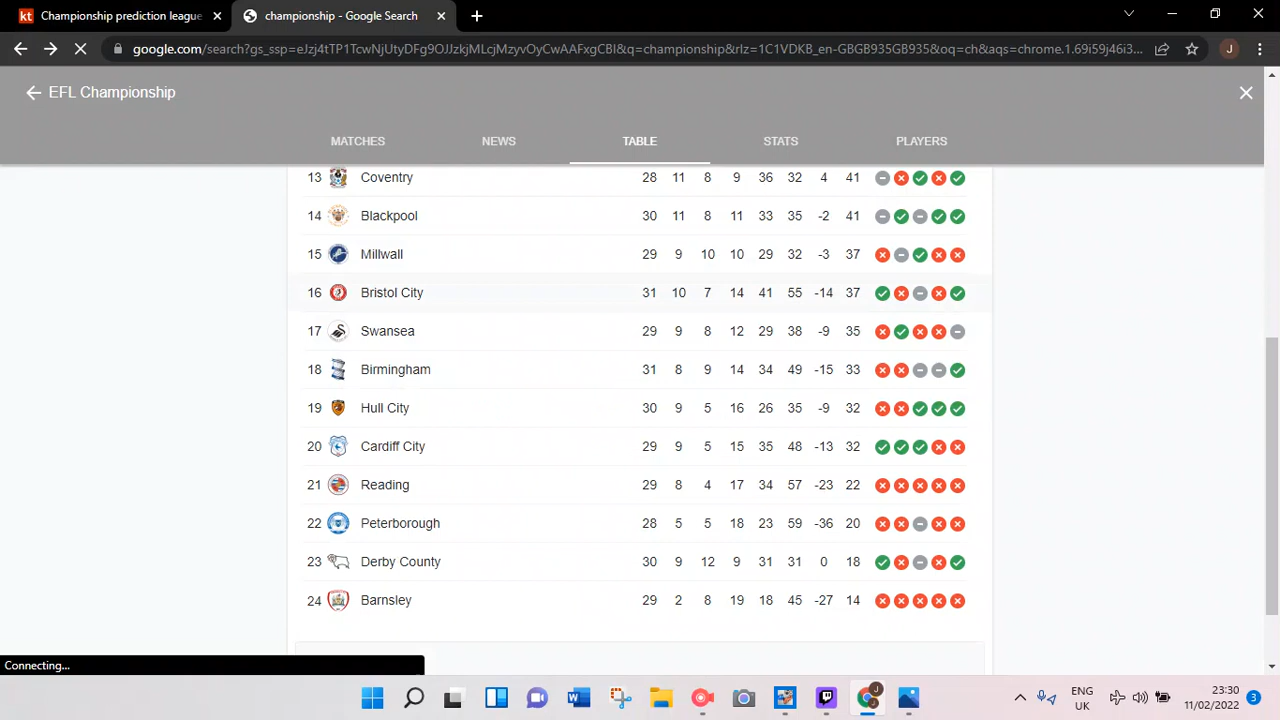 Championship prediction league
championship - Google Search
google.com/search?gs_ssp=eJzj4tTP1TcwNjUtyDFg9OJJzkjMLcjMzyvOyCwAAFxgCBI&q=championship&rlz=1C1VDKB_en-GBGB935GB935&oq=ch&aqs=chrome.1.69i59j46i3...
J
EFL Championship
MATCHES NEWS TABLE STATS PLAYERS
13 Coventry 28 11 8 9 36 32 4 41
14 Blackpool 30 11 8 11 33 35 -2 41
15 Millwall 29 9 10 10 29 32 -3 37
16 Bristol City 31 10 7 14 41 55 -14 37
17 Swansea 29 9 8 12 29 38 -9 35
18 Birmingham 31 8 9 14 34 49 -15 33
19 Hull City 30 9 5 16 26 35 -9 32
20 Cardiff City 29 9 5 15 35 48 -13 32
21 Reading 29 8 4 17 34 57 -23 22
22 Peterborough 28 5 5 18 23 59 -36 20
23 Derby County 30 9 12 9 31 31 0 18
24 Barnsley 29 2 8 19 18 45 -27 14
Connecting...
ENG
UK
23:30
11/02/2022
3